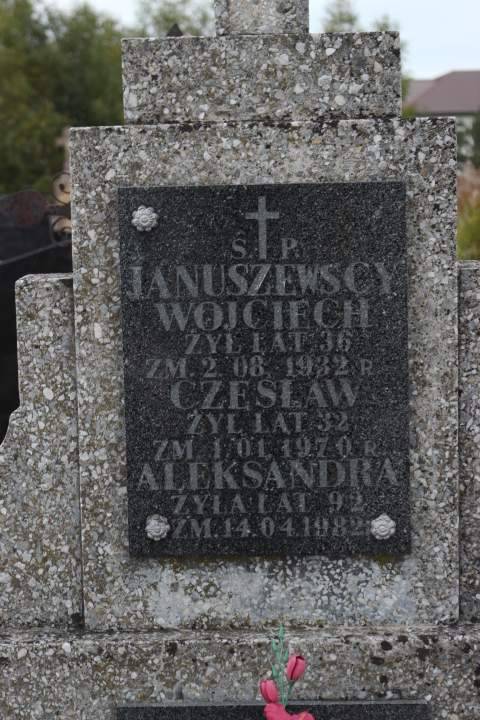 Ś. P.
JANUSZEWSCY
WOJCIECH
ŻYŁ LAT 36
ZM. 2 08. 1932 R
CZESŁAW
ŻYŁ LAT 32
ZM. 1.01.1970 R
ALEKSANDRA
ŻYŁA LAT 92
ZM. 14.04.1982